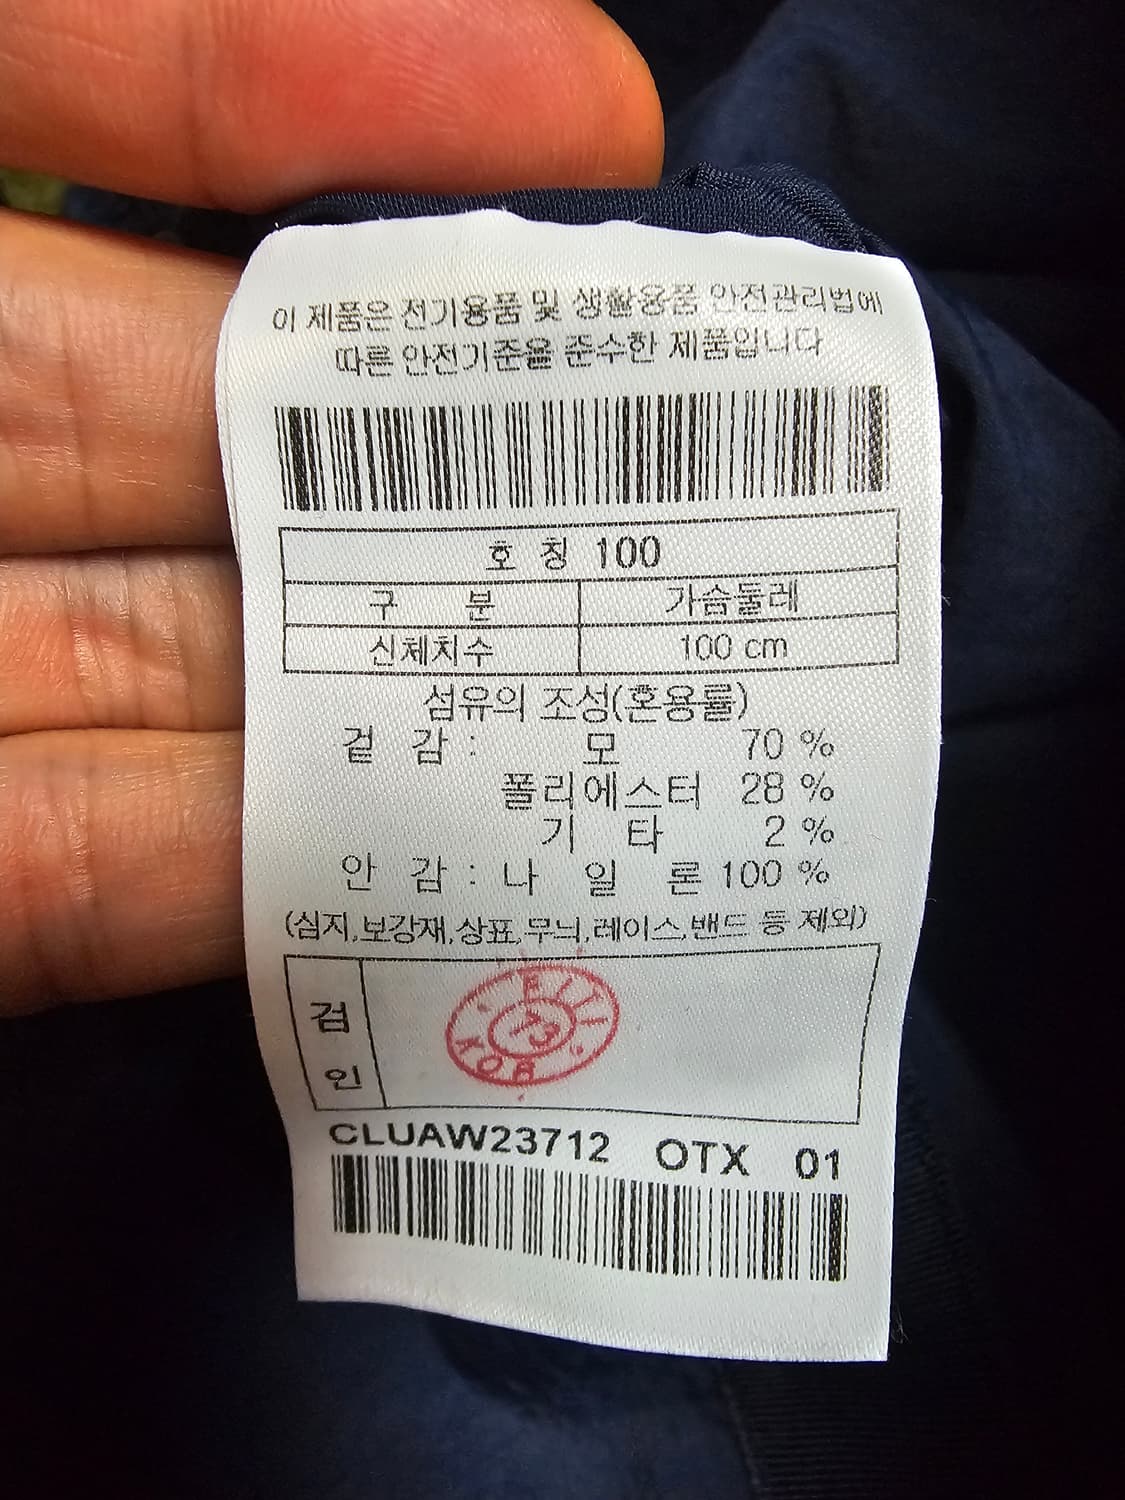 이 제품은 전기용품 및 생활용품 안전관리법에
따른 안전기준을 준수한 제품입니다
호 칭 100
구 분 가슴둘레
신체치수 100 cm
섬유의 조성(혼용률)
겉 감 : 모 70 %
폴리에스터 28 %
기 타 2 %
안 감 : 나 일 론 100 %
(심지,보강재,상표,무늬,레이스,밴드 등 제외)
검
인
FITI
73
KOR
CLUAW23712 OTX 01